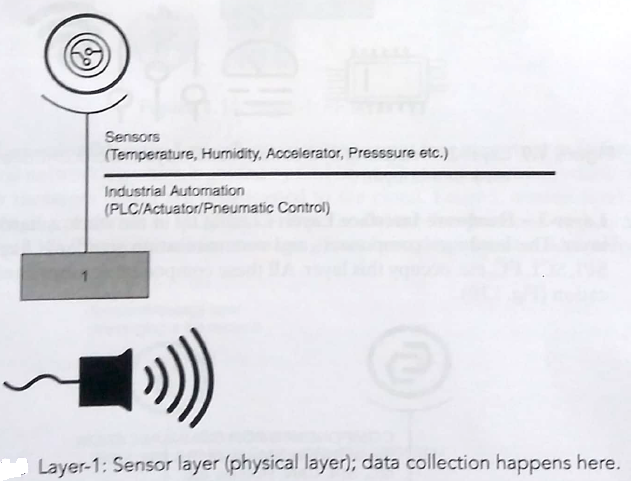 Sensors
(Temperature, Humidity, Accelerator, Presssure etc.)
Industrial Automation
(PLC/Actuator/Pneumatic Control)
1
Layer-1: Sensor layer (physical layer); data collection happens here.